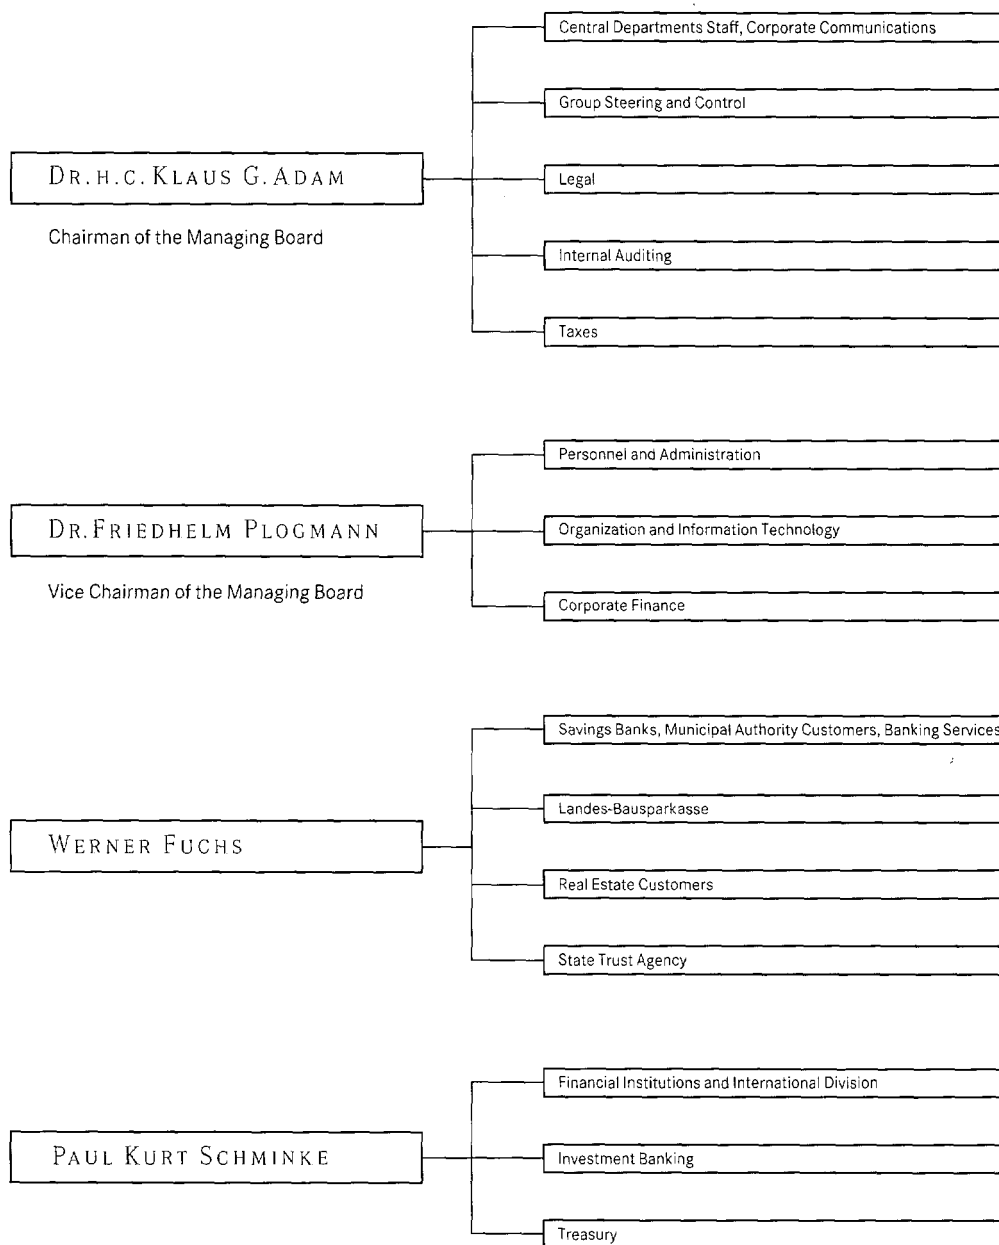 Central Departments Staff, Corporate Communications
Group Steering and Control
DR. H. C. KLAUS G. ADAM
Legal
Chairman of the Managing Board
Internal Auditing
Taxes
Personnel and Administration
DR. FRIEDHELM PLOGMANN
Organization and Information Technology
Vice Chairman of the Managing Board
Corporate Finance
Savings Banks, Municipal Authority Customers, Banking Services
Landes-Bausparkasse
WERNER FUCHS
Real Estate Customers
State Trust Agency
Financial Institutions and International Division
PAUL KURT SCHMINKE
Investment Banking
Treasury